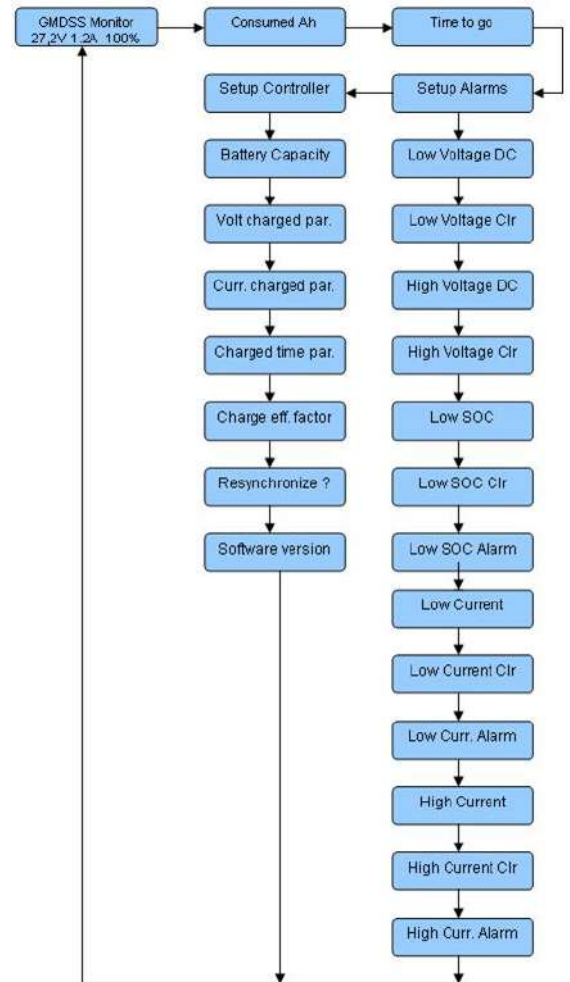 GMDSS Monitor
27,2V 1.2A 100%
Consumed Ah
Time to go
Setup Controller
Setup Alarms
Battery Capacity
Low Voltage DC
Volt charged par.
Low Voltage Clr
Curr. charged par.
High Voltage DC
Charged time par.
High Voltage Clr
Charge eff. factor
Low SOC
Resynchronize ?
Low SOC Clr
Software version
Low SOC Alarm
Low Current
Low Current Clr
Low Curr. Alarm
High Current
High Current Clr
High Curr. Alarm